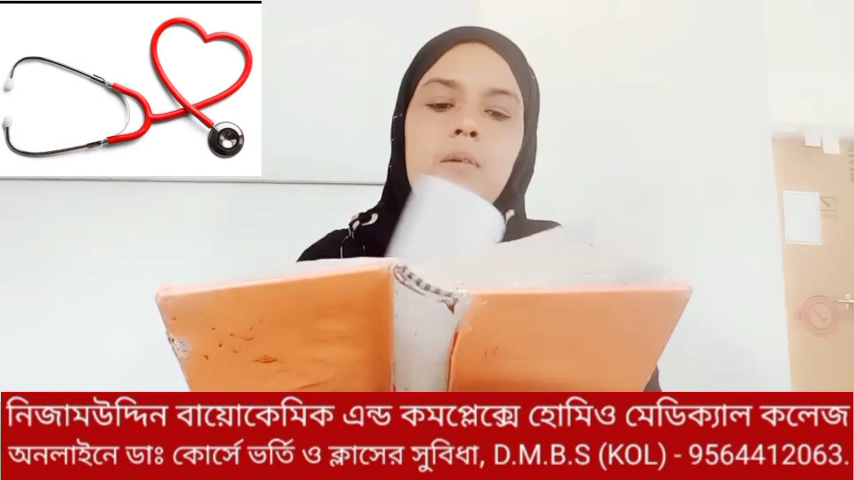 নিজামউদ্দিন বায়োকেমিক এন্ড কমপ্লেক্সে হোমিও মেডিক্যাল কলেজ
অনলাইনে ডাঃ কোর্সে ভর্তি ও ক্লাসের সুবিধা, D.M.B.S (KOL) - 9564412063.